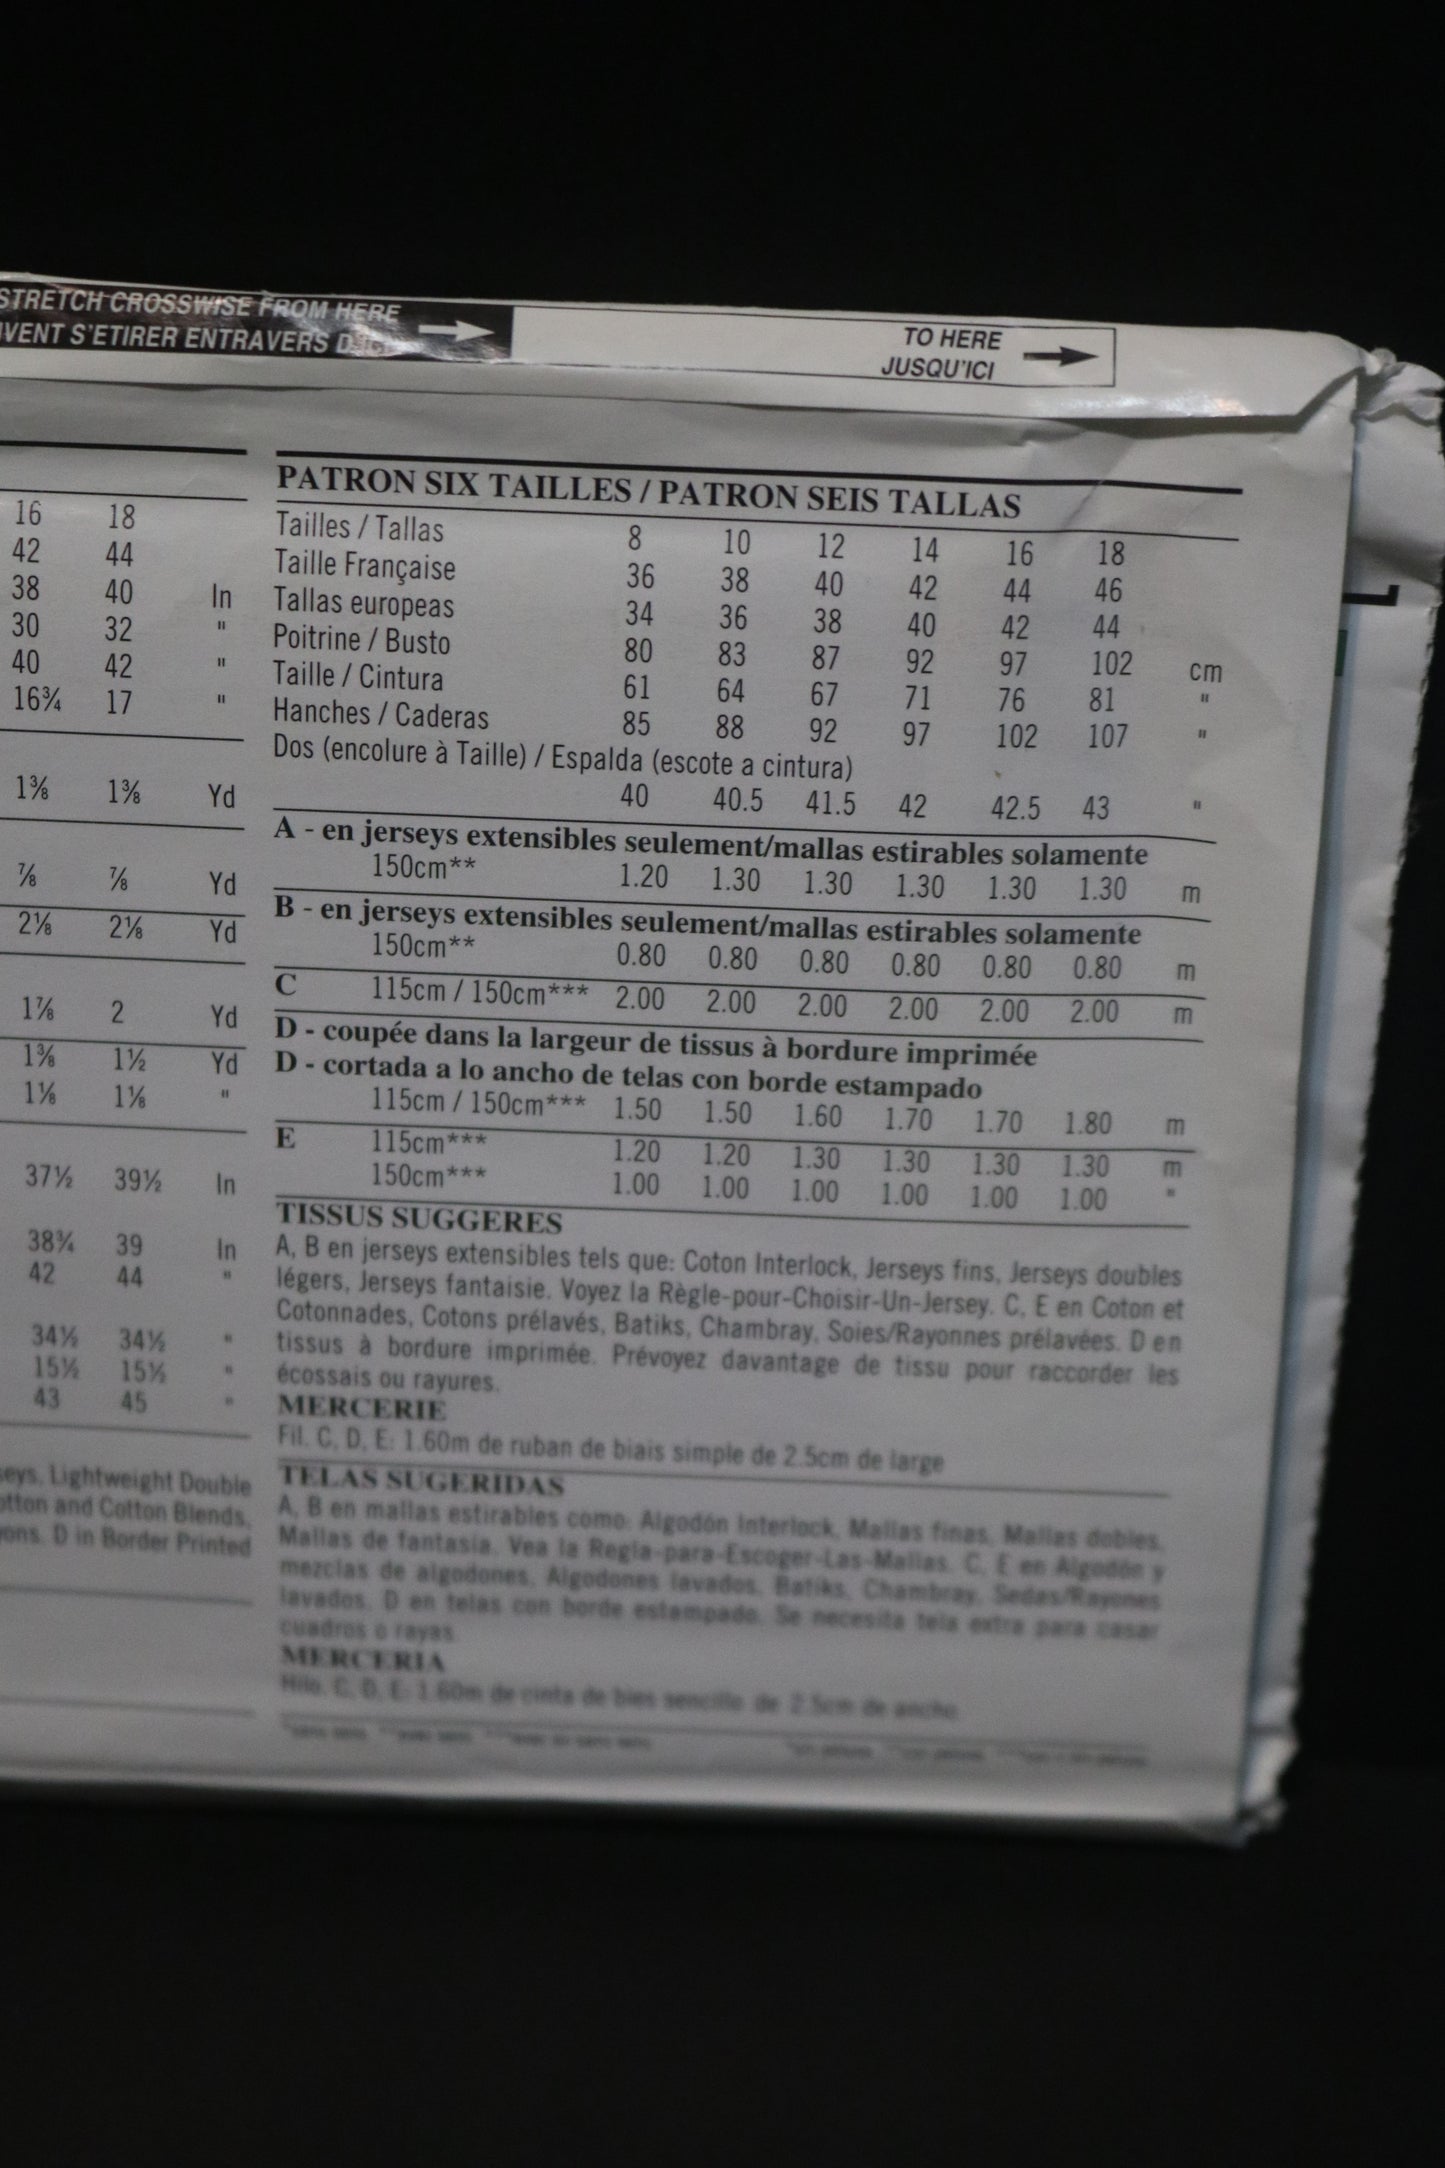 STRETCH CROSSWISE FROM HERE
VENT S'ETIRER ENTRAVERS
TO HERE
JUSQU'ICI
16 18
42 44
38 40 In
30 32 "
40 42 "
16¾ 17 "
1⅜ 1⅜ Yd
⅞ ⅞ Yd
2⅛ 2⅛ Yd
1⅞ 2 Yd
1⅜ 1½ Yd
1⅛ 1⅛ "
37½ 39½ In
38¾ 39 In
42 44 "
34½ 34½ "
15½ 15½ "
43 45 "
seys, Lightweight Double
otton and Cotton Blends,
yons. D in Border Printed
PATRON SIX TAILLES / PATRON SEIS TALLAS
Tailles / Tallas 8 10 12 14 16 18
Taille Française 36 38 40 42 44 46
Tallas europeas 34 36 38 40 42 44
Poitrine / Busto 80 83 87 92 97 102 cm
Taille / Cintura 61 64 67 71 76 81 "
Hanches / Caderas 85 88 92 97 102 107 "
Dos (encolure à Taille) / Espalda (escote a cintura)
40 40.5 41.5 42 42.5 43 "
A - en jerseys extensibles seulement/mallas estirables solamente
150cm** 1.20 1.30 1.30 1.30 1.30 1.30 m
B - en jerseys extensibles seulement/mallas estirables solamente
150cm** 0.80 0.80 0.80 0.80 0.80 0.80 m
C 115cm / 150cm*** 2.00 2.00 2.00 2.00 2.00 2.00 m
D - coupée dans la largeur de tissus à bordure imprimée
D - cortada a lo ancho de telas con borde estampado
115cm / 150cm*** 1.50 1.50 1.60 1.70 1.70 1.80 m
E 115cm*** 1.20 1.20 1.30 1.30 1.30 1.30 m
150cm*** 1.00 1.00 1.00 1.00 1.00 1.00 "
TISSUS SUGGERES
A, B en jerseys extensibles tels que: Coton Interlock, Jerseys fins, Jerseys doubles
légers, Jerseys fantaisie. Voyez la Règle-pour-Choisir-Un-Jersey. C, E en Coton et
Cotonnades, Cotons prélavés, Batiks, Chambray, Soies/Rayonnes prélavées. D en
tissus à bordure imprimée. Prévoyez davantage de tissu pour raccorder les
écossais ou rayures.
MERCERIE
Fil. C, D, E: 1.60m de ruban de biais simple de 2.5cm de large
TELAS SUGERIDAS
A, B en mallas estirables como: Algodón Interlock, Mallas finas, Mallas dobles,
Mallas de fantasía. Vea la Regla-para-Escoger-Las-Mallas. C, E en Algodón y
mezclas de algodones, Algodones lavados, Batiks, Chambray, Sedas/Rayones
lavados. D en telas con borde estampado. Se necesita tela extra para casar
cuadros o rayas.
MERCERIA
Hilo. C, D, E: 1.60m de cinta de bies sencillo de 2.5cm de ancho